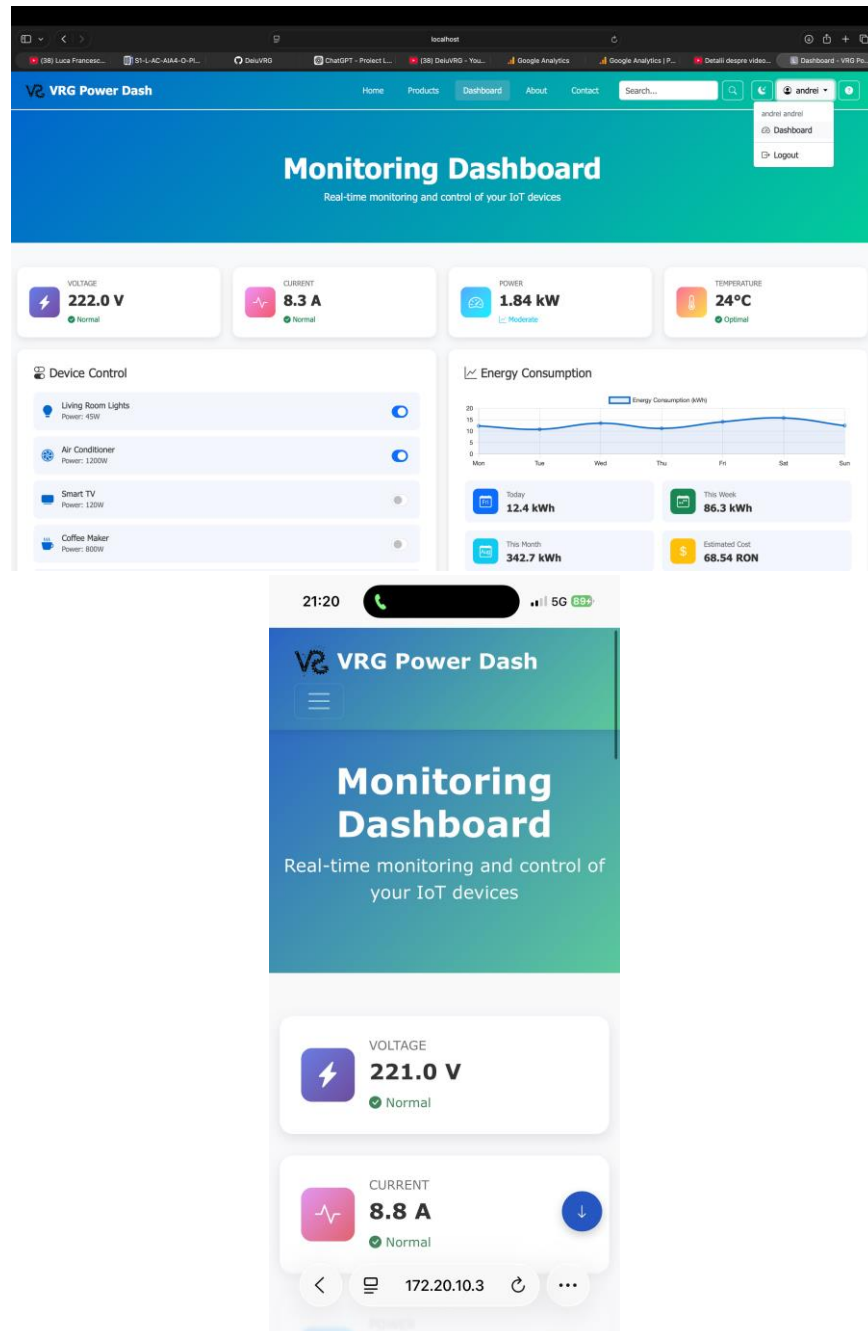 localhost
(38) Luca Francesc...
S1-L-AC-AIA4-O-PI...
DeiuVRG
ChatGPT - Proiect L...
(38) DeiuVRG - You...
Google Analytics
Google Analytics | P...
Detalii despre video...
Dashboard - VRG Po...
VRG Power Dash
Home
Products
Dashboard
About
Contact
Search...
andrei
andrei andrei
Dashboard
Logout
Monitoring Dashboard
Real-time monitoring and control of your IoT devices
VOLTAGE
222.0 V
Normal
CURRENT
8.3 A
Normal
POWER
1.84 kW
Moderate
TEMPERATURE
24°C
Optimal
Device Control
Living Room Lights
Power: 45W
Air Conditioner
Power: 1200W
Smart TV
Power: 120W
Coffee Maker
Power: 800W
Energy Consumption
Energy Consumption (kWh)
20
15
10
5
0
Mon Tue Wed Thu Fri Sat Sun
Today
12.4 kWh
This Week
86.3 kWh
This Month
342.7 kWh
Estimated Cost
68.54 RON
21:20
5G 89
VRG Power Dash
Monitoring
Dashboard
Real-time monitoring and control of
your IoT devices
VOLTAGE
221.0 V
Normal
CURRENT
8.8 A
Normal
172.20.10.3
POWER